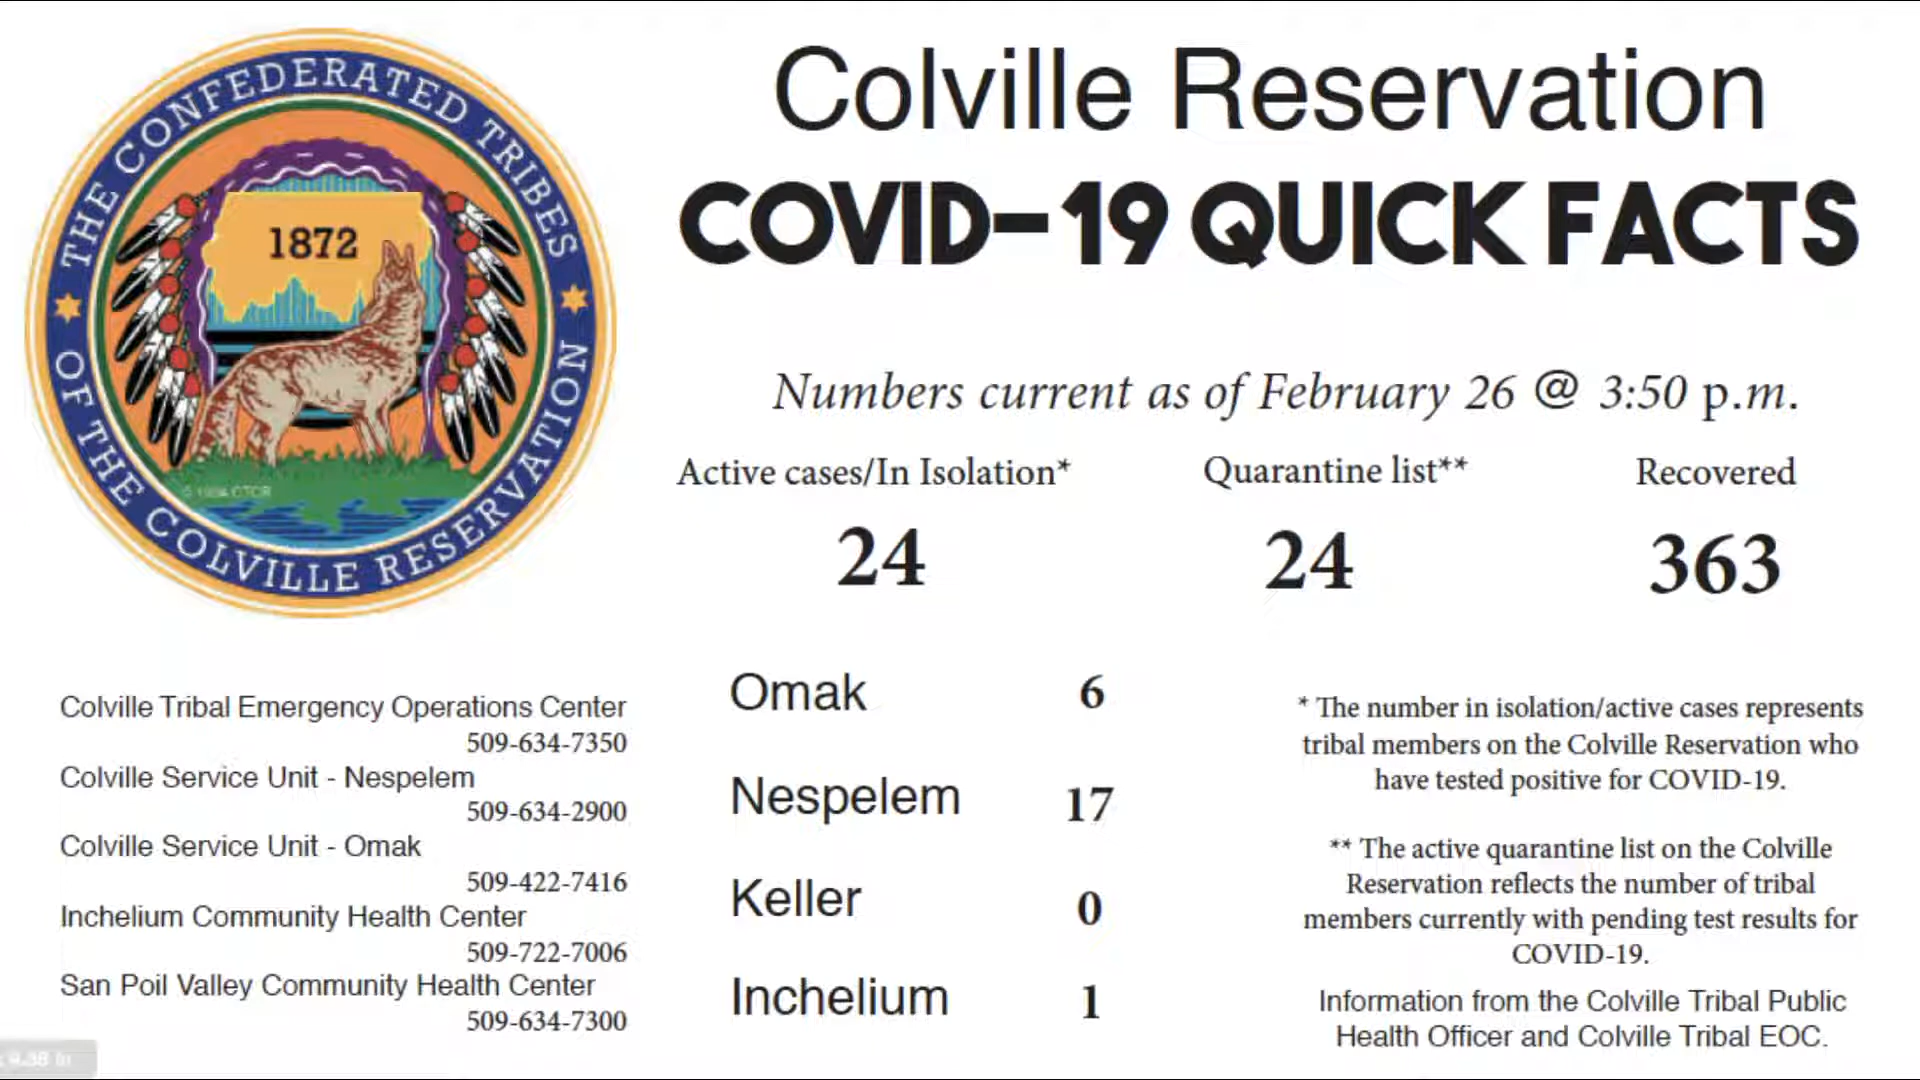 THE CONFEDERATED TRIBES
OF THE COLVILLE RESERVATION
1872
Colville Reservation
COVID-19 QUICK FACTS
Numbers current as of February 26 @ 3:50 p.m.
Active cases/In Isolation* Quarantine list** Recovered
24 24 363
Colville Tribal Emergency Operations Center
509-634-7350
Colville Service Unit - Nespelem
509-634-2900
Colville Service Unit - Omak
509-422-7416
Inchelium Community Health Center
509-722-7006
San Poil Valley Community Health Center
509-634-7300
Omak 6
Nespelem 17
Keller 0
Inchelium 1
* The number in isolation/active cases represents
tribal members on the Colville Reservation who
have tested positive for COVID-19.
** The active quarantine list on the Colville
Reservation reflects the number of tribal
members currently with pending test results for
COVID-19.
Information from the Colville Tribal Public
Health Officer and Colville Tribal EOC.